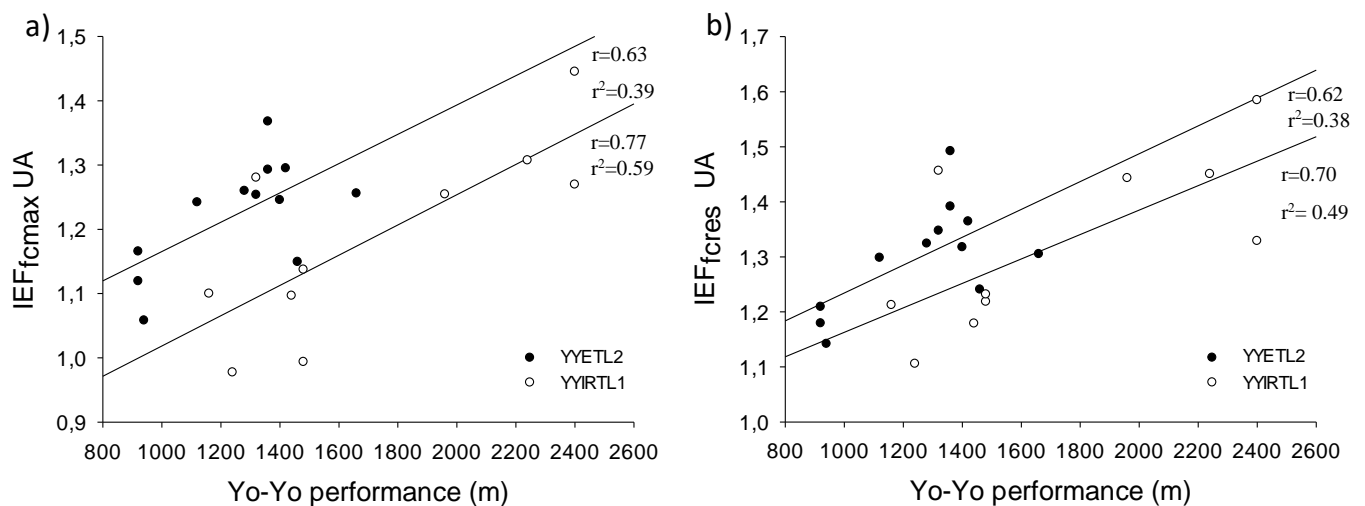 a)
IEFfcmax UA
1,5
1,4
1,3
1,2
1,1
1,0
0,9
r=0.63
r²=0.39
r=0.77
r²=0.59
YYETL2
YYIRTL1
800 1000 1200 1400 1600 1800 2000 2200 2400 2600
Yo-Yo performance (m)
b)
IEFfcres UA
1,7
1,6
1,5
1,4
1,3
1,2
1,1
1,0
r=0.62
r²=0.38
r=0.70
r²= 0.49
YYETL2
YYIRTL1
800 1000 1200 1400 1600 1800 2000 2200 2400 2600
Yo-Yo performance (m)